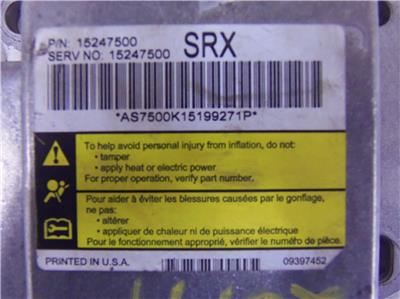 P/N: 15247500
SERV NO: 15247500 SRX
*AS7500K15199271P*
To help avoid personal injury from inflation, do not:
• tamper
• apply heat or electric power
For proper operation, verify part number.
Pour aider à éviter les blessures causées par le gonflage,
ne pas:
• altérer
• appliquer de chaleur ni de puissance électrique
Pour le fonctionnement approprié, vérifier le numéro de pièce.
PRINTED IN U.S.A. 09397452